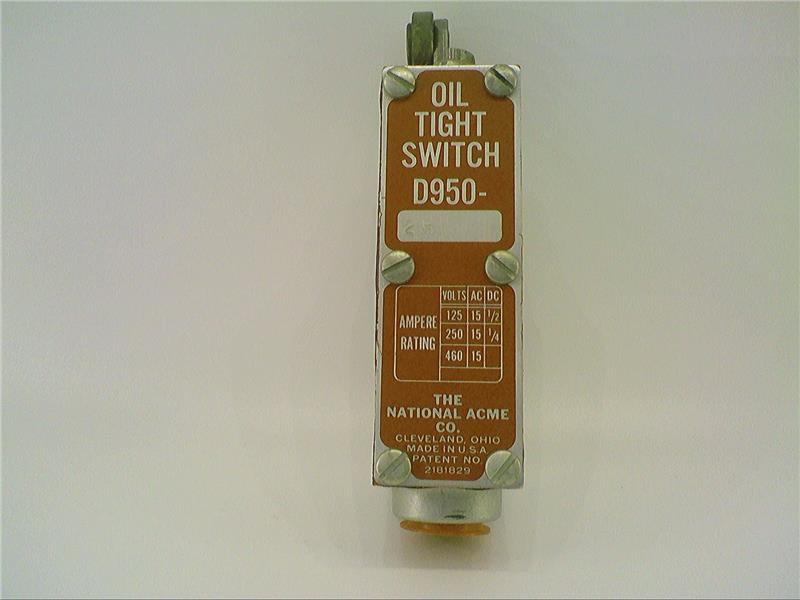 OIL
TIGHT
SWITCH
D950-
VOLTS AC DC
AMPERE RATING
125 15 1/2
250 15 1/4
460 15
THE
NATIONAL ACME
CO.
CLEVELAND, OHIO
MADE IN U.S.A
PATENT NO
2181829